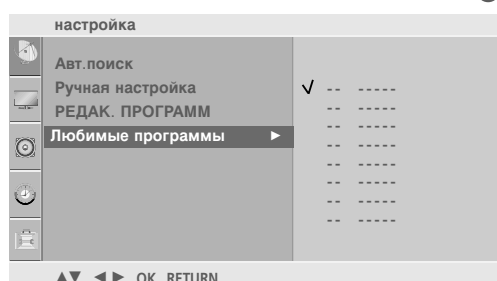 настройка
Авт.поиск
Ручная настройка
РЕДАК. ПРОГРАММ
Любимые программы ►
√ -- -----
-- -----
-- -----
-- -----
-- -----
-- -----
-- -----
-- -----
▲▼ ◄► OK RETURN